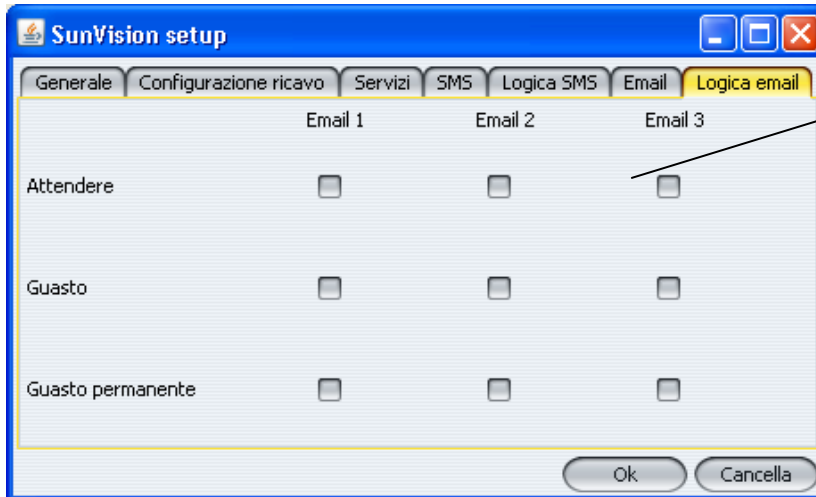 SunVision setup
Generale Configurazione ricavo Servizi SMS Logica SMS Email Logica email
Email 1 Email 2 Email 3
Attendere
Guasto
Guasto permanente
Ok Cancella